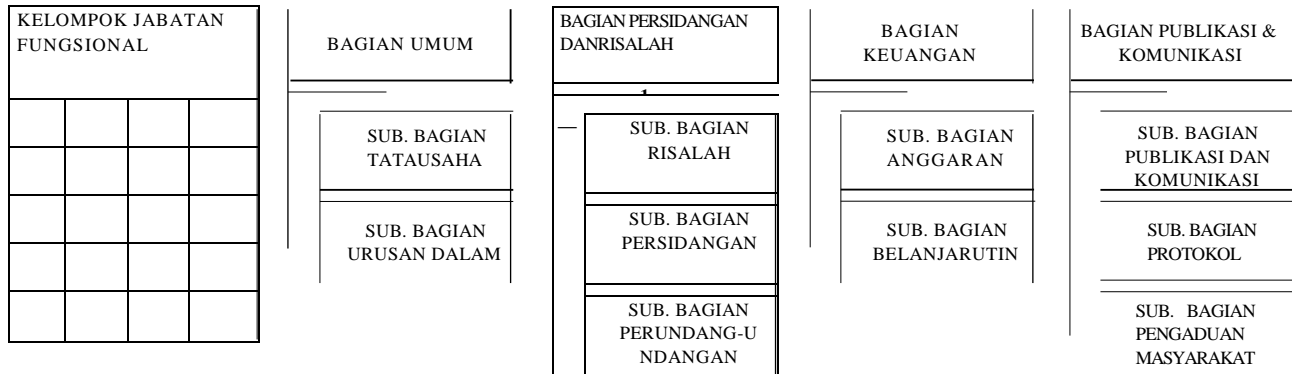 KELOMPOK JABATAN
FUNGSIONAL
BAGIAN UMUM
SUB. BAGIAN
TATAUSAHA
SUB. BAGIAN
URUSAN DALAM
BAGIAN PERSIDANGAN
DANRISALAH
SUB. BAGIAN
RISALAH
SUB. BAGIAN
PERSIDANGAN
SUB. BAGIAN
PERUNDANG-U
NDANGAN
BAGIAN
KEUANGAN
SUB. BAGIAN
ANGGARAN
SUB. BAGIAN
BELANJARUTIN
BAGIAN PUBLIKASI &
KOMUNIKASI
SUB. BAGIAN
PUBLIKASI DAN
KOMUNIKASI
SUB. BAGIAN
PROTOKOL
SUB. BAGIAN
PENGADUAN
MASYARAKAT